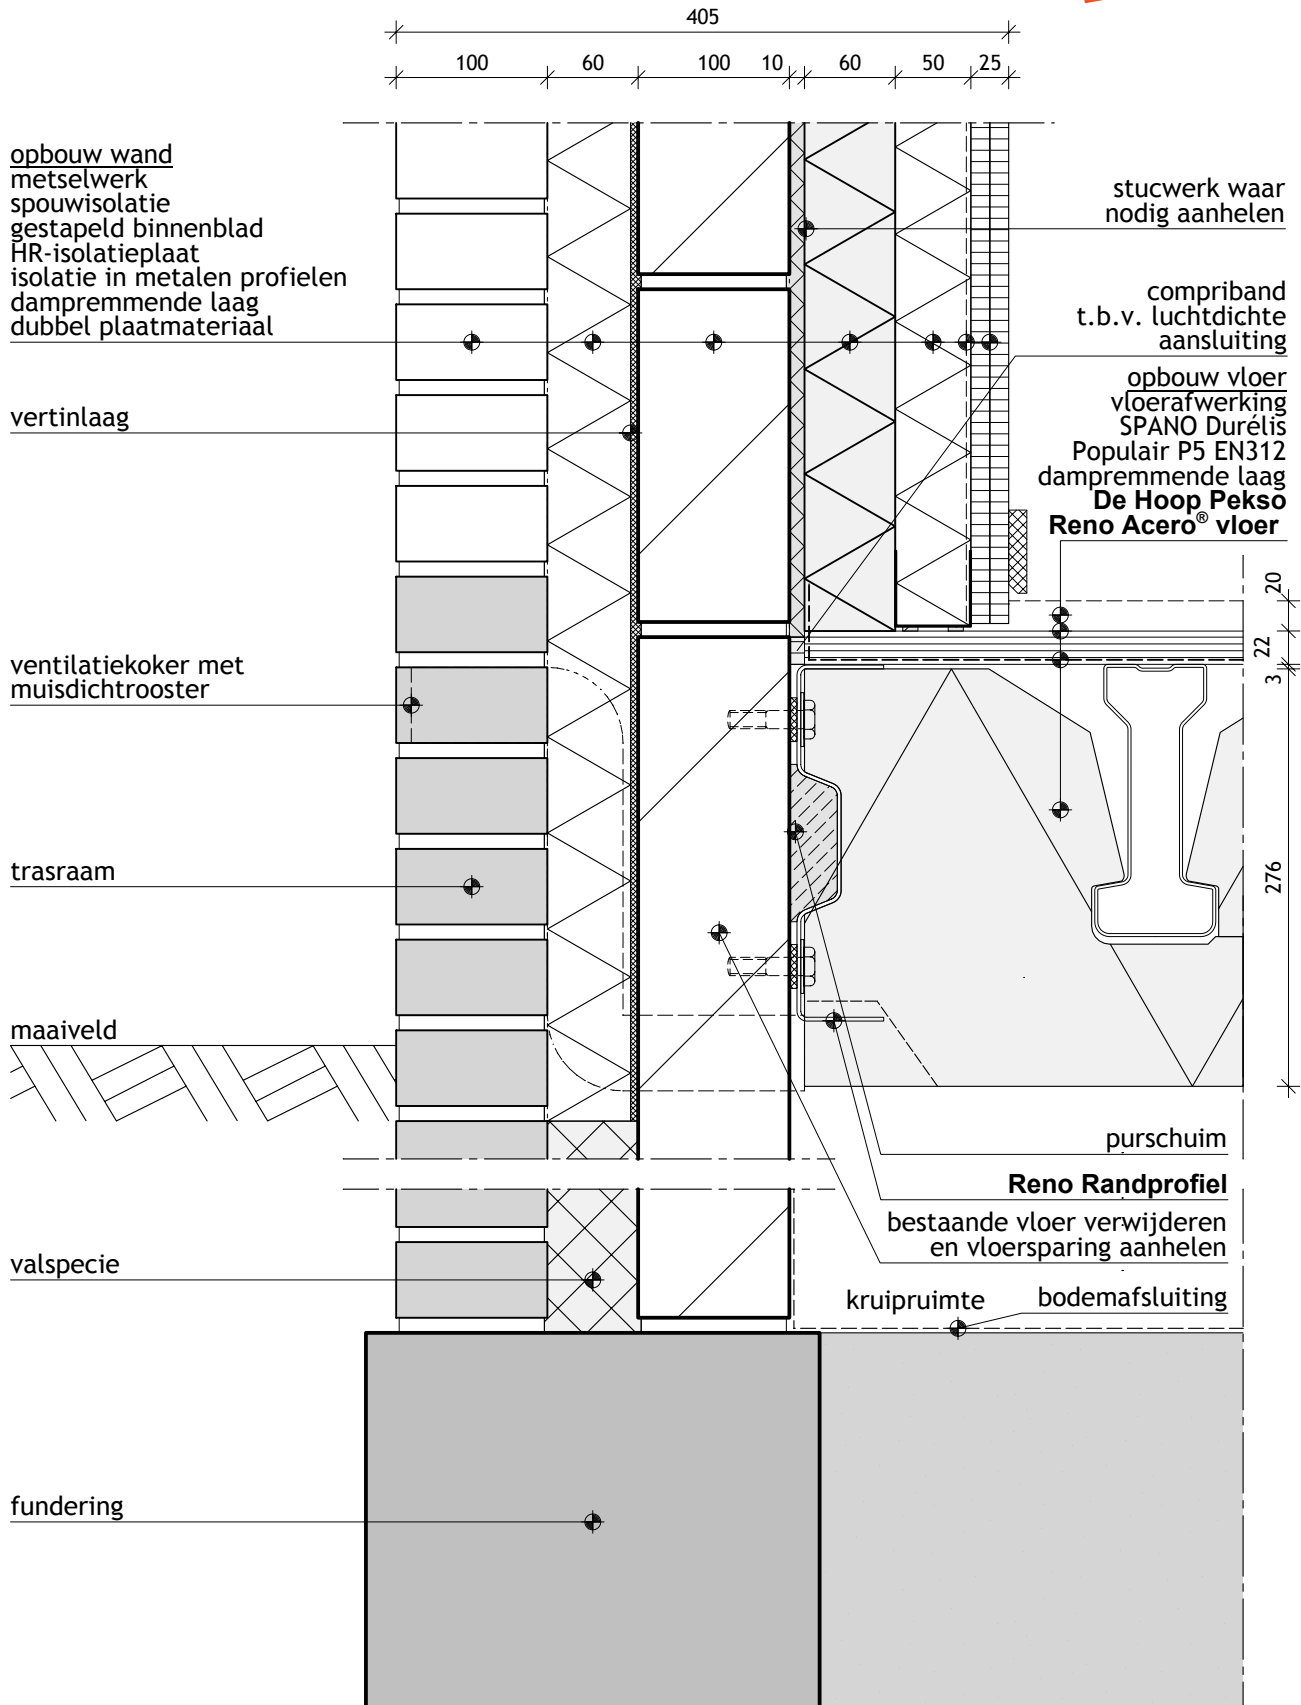 405
100
60
100
10
60
50
25
opbouw wand
metselwerk
spouwisolatie
gestapeld binnenblad
HR-isolatieplaat
isolatie in metalen profielen
dampremmende laag
dubbel plaatmateriaal
vertinlaag
ventilatiekoker met
muisdichtrooster
trasraam
maaiveld
valspecie
fundering
stucwerk waar
nodig aanhelen
compriband
t.b.v. luchtdichte
aansluiting
opbouw vloer
vloerafwerking
SPANO Durélis
Populair P5 EN312
dampremmende laag
De Hoop Pekso
Reno Acero® vloer
20
22
3
276
purschuim
Reno Randprofiel
bestaande vloer verwijderen
en vloersparing aanhelen
kruipruimte
bodemafsluiting